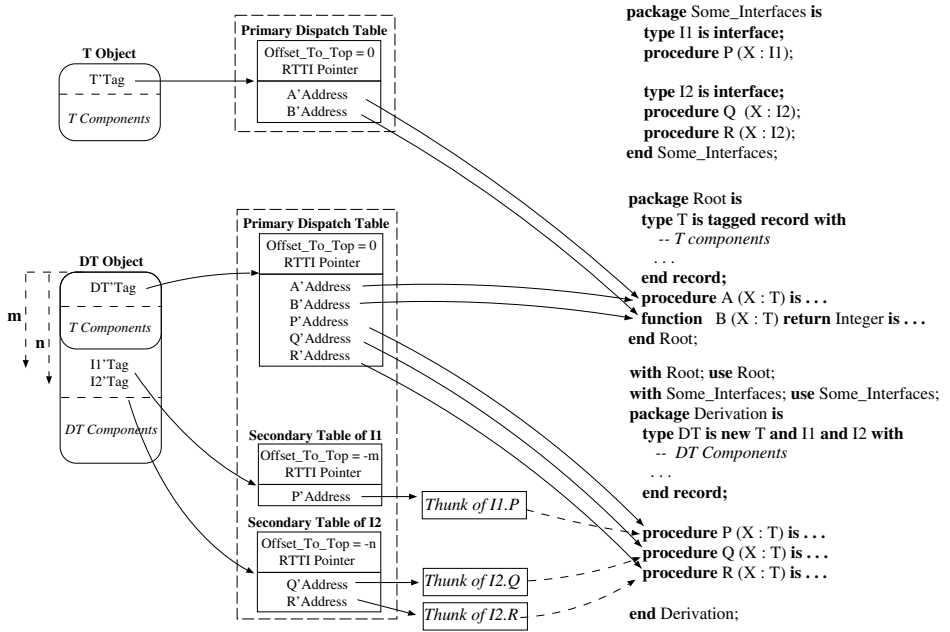 T Object
T'Tag
T Components
Primary Dispatch Table
Offset_To_Top = 0
RTTI Pointer
A'Address
B'Address
DT Object
DT'Tag
T Components
I1'Tag
I2'Tag
DT Components
m
n
Primary Dispatch Table
Offset_To_Top = 0
RTTI Pointer
A'Address
B'Address
P'Address
Q'Address
R'Address
Secondary Table of I1
Offset_To_Top = -m
RTTI Pointer
P'Address
Thunk of I1.P
Secondary Table of I2
Offset_To_Top = -n
RTTI Pointer
Q'Address
R'Address
Thunk of I2.Q
Thunk of I2.R
package Some_Interfaces is
type I1 is interface;
procedure P (X : I1);
type I2 is interface;
procedure Q (X : I2);
procedure R (X : I2);
end Some_Interfaces;
package Root is
type T is tagged record with
-- T components
. . .
end record;
procedure A (X : T) is . . .
function B (X : T) return Integer is . . .
end Root;
with Root; use Root;
with Some_Interfaces; use Some_Interfaces;
package Derivation is
type DT is new T and I1 and I2 with
-- DT Components
. . .
end record;
procedure P (X : T) is . . .
procedure Q (X : T) is . . .
procedure R (X : T) is . . .
end Derivation;